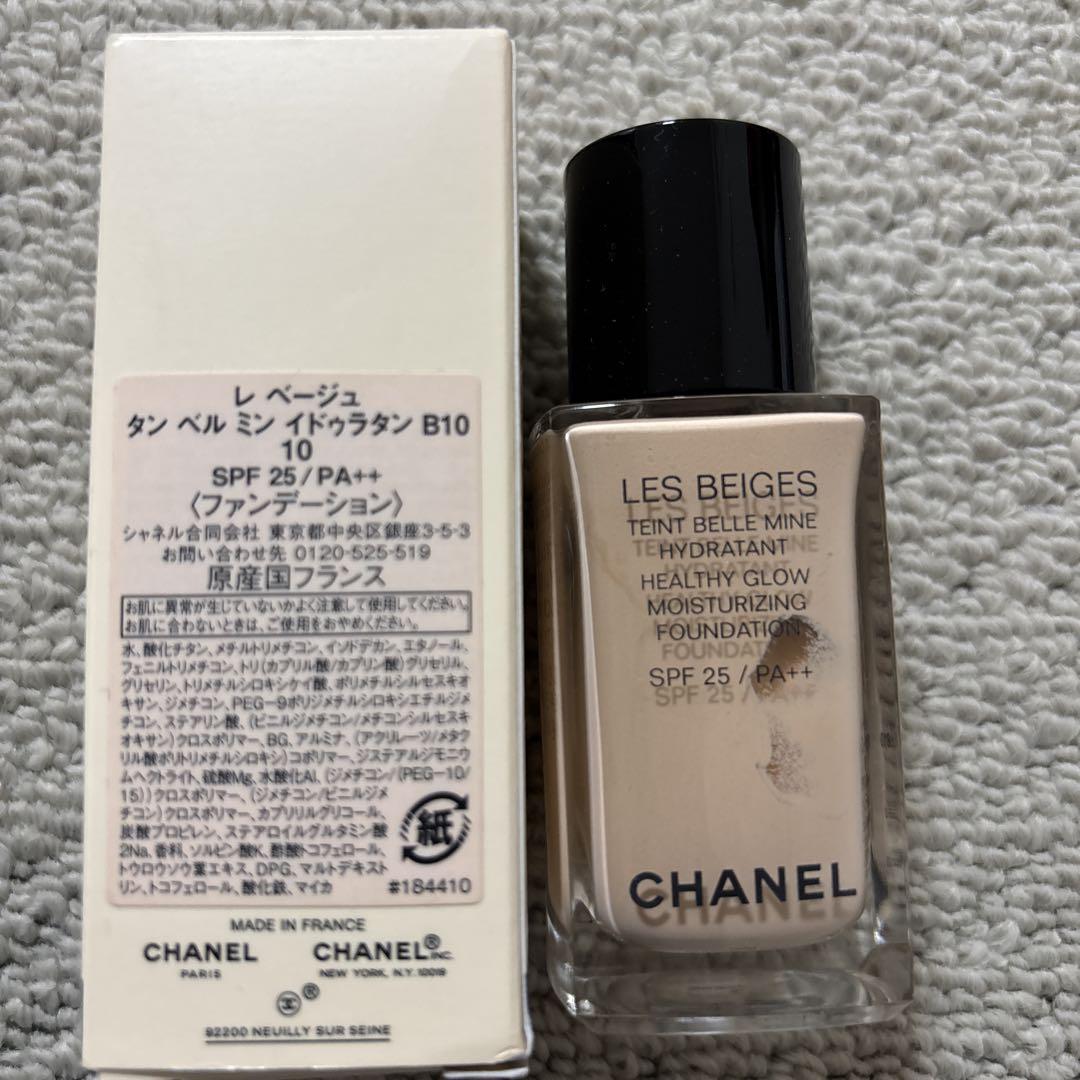 レ ベージュ
タン ベル ミン イドゥラタン B10
10
SPF 25/PA++
〈ファンデーション〉
シャネル合同会社 東京都中央区銀座3-5-3
お問い合わせ先 0120-525-519
原産国フランス
お肌に異常が生じていないかよく注意して使用してください。
お肌に合わないときは、ご使用をおやめください。
水、酸化チタン、メチルトリメチコン、イソドデカン、エタノール、
フェニルトリメチコン、トリ(カプリル酸/カプリン酸)グリセリル、
グリセリン、トリメチルシロキシケイ酸、ポリメチルシルセスキオ
キサン、ジメチコン、PEG-9ポリジメチルシロキシエチルジメ
チコン、ステアリン酸、(ビニルジメチコン/メチコンシルセスキ
オキサン)クロスポリマー、BG、アルミナ、(アクリレーツ/メタク
リル酸ポリトリメチルシロキシ)コポリマー、ジステアルジモニウ
ムヘクトライト、硫酸Mg、水酸化Al、(ジメチコン/(PEG-10/
15))クロスポリマー、(ジメチコン/ビニルジメ
チコン)クロスポリマー、カプリリルグリコール、
炭酸プロピレン、ステアロイルグルタミン酸
2Na、香料、ソルビン酸K、酢酸トコフェロール、
トウロウソウ葉エキス、DPG、マルトデキスト
リン、トコフェロール、酸化鉄、マイカ
紙
#184410
MADE IN FRANCE
CHANEL
PARIS
CHANEL® INC.
NEW YORK, N.Y. 10019
®
92200 NEUILLY SUR SEINE
LES BEIGES
TEINT BELLE MINE
HYDRATANT
HEALTHY GLOW
MOISTURIZING
FOUNDATION
SPF 25 / PA++
CHANEL